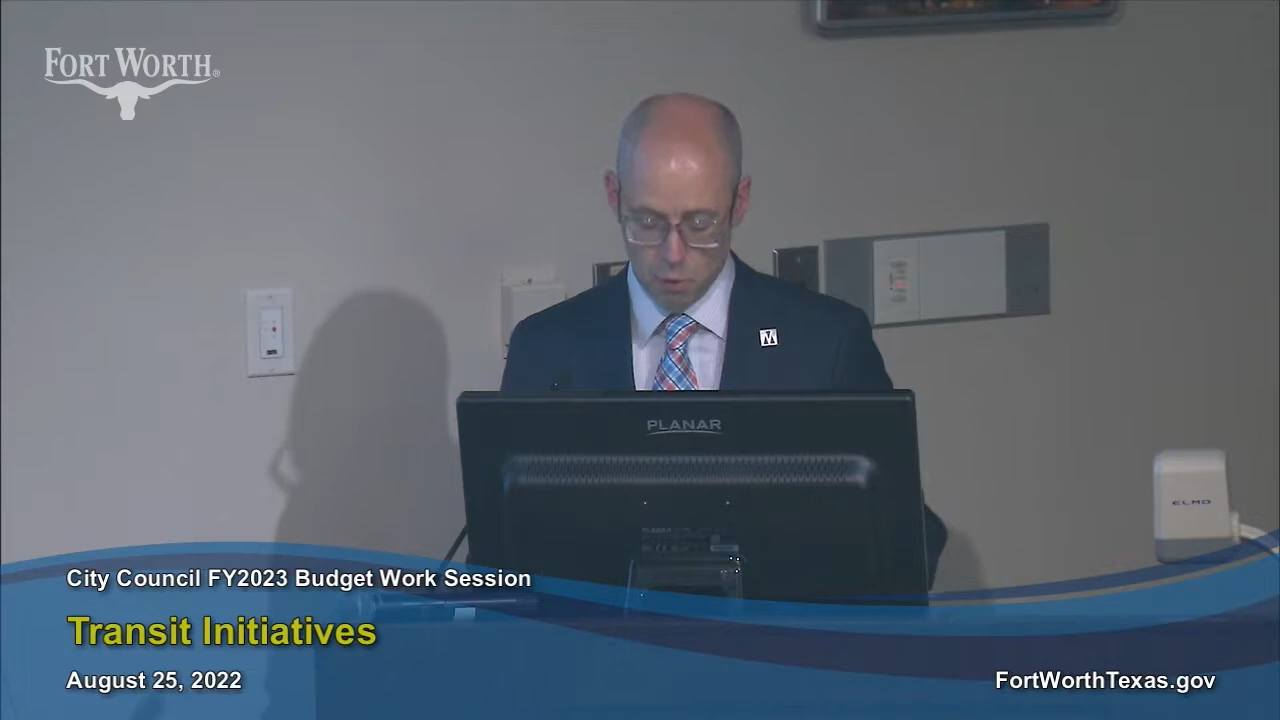 FORT WORTH®
PLANAR
ELMO
City Council FY2023 Budget Work Session
Transit Initiatives
August 25, 2022
FortWorthTexas.gov